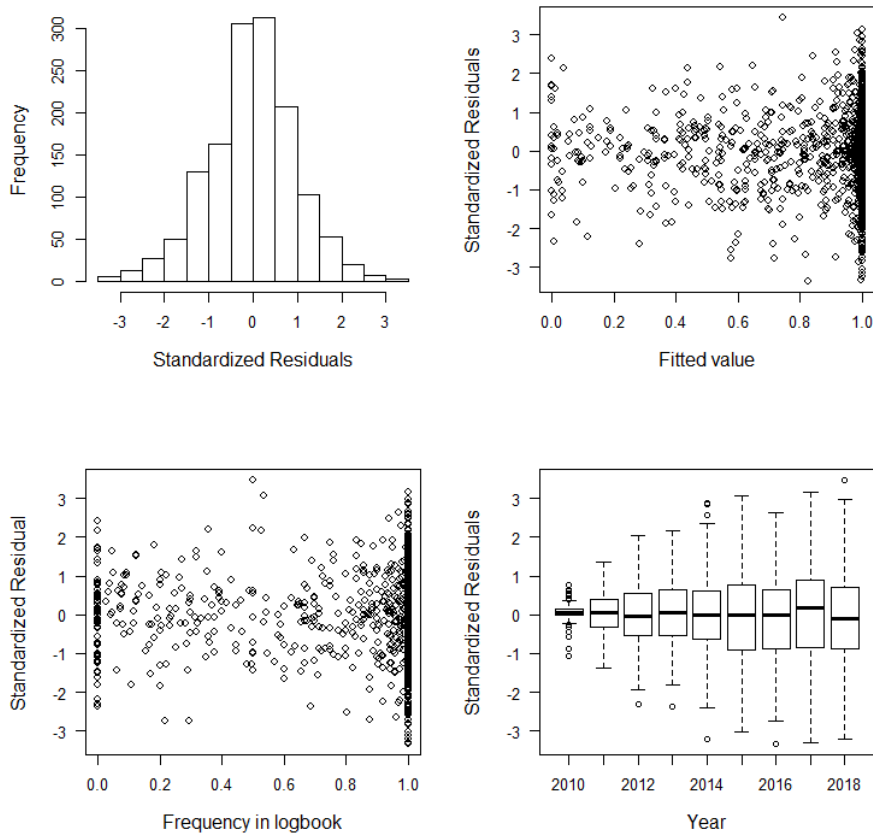 300
250
200
150
100
50
0
Frequency
-3 -2 -1 0 1 2 3
Standardized Residuals
3
2
1
0
-1
-2
-3
Standardized Residuals
0.0 0.2 0.4 0.6 0.8 1.0
Fitted value
3
2
1
0
-1
-2
-3
Standardized Residual
0.0 0.2 0.4 0.6 0.8 1.0
Frequency in logbook
3
2
1
0
-1
-2
-3
Standardized Residuals
2010 2012 2014 2016 2018
Year